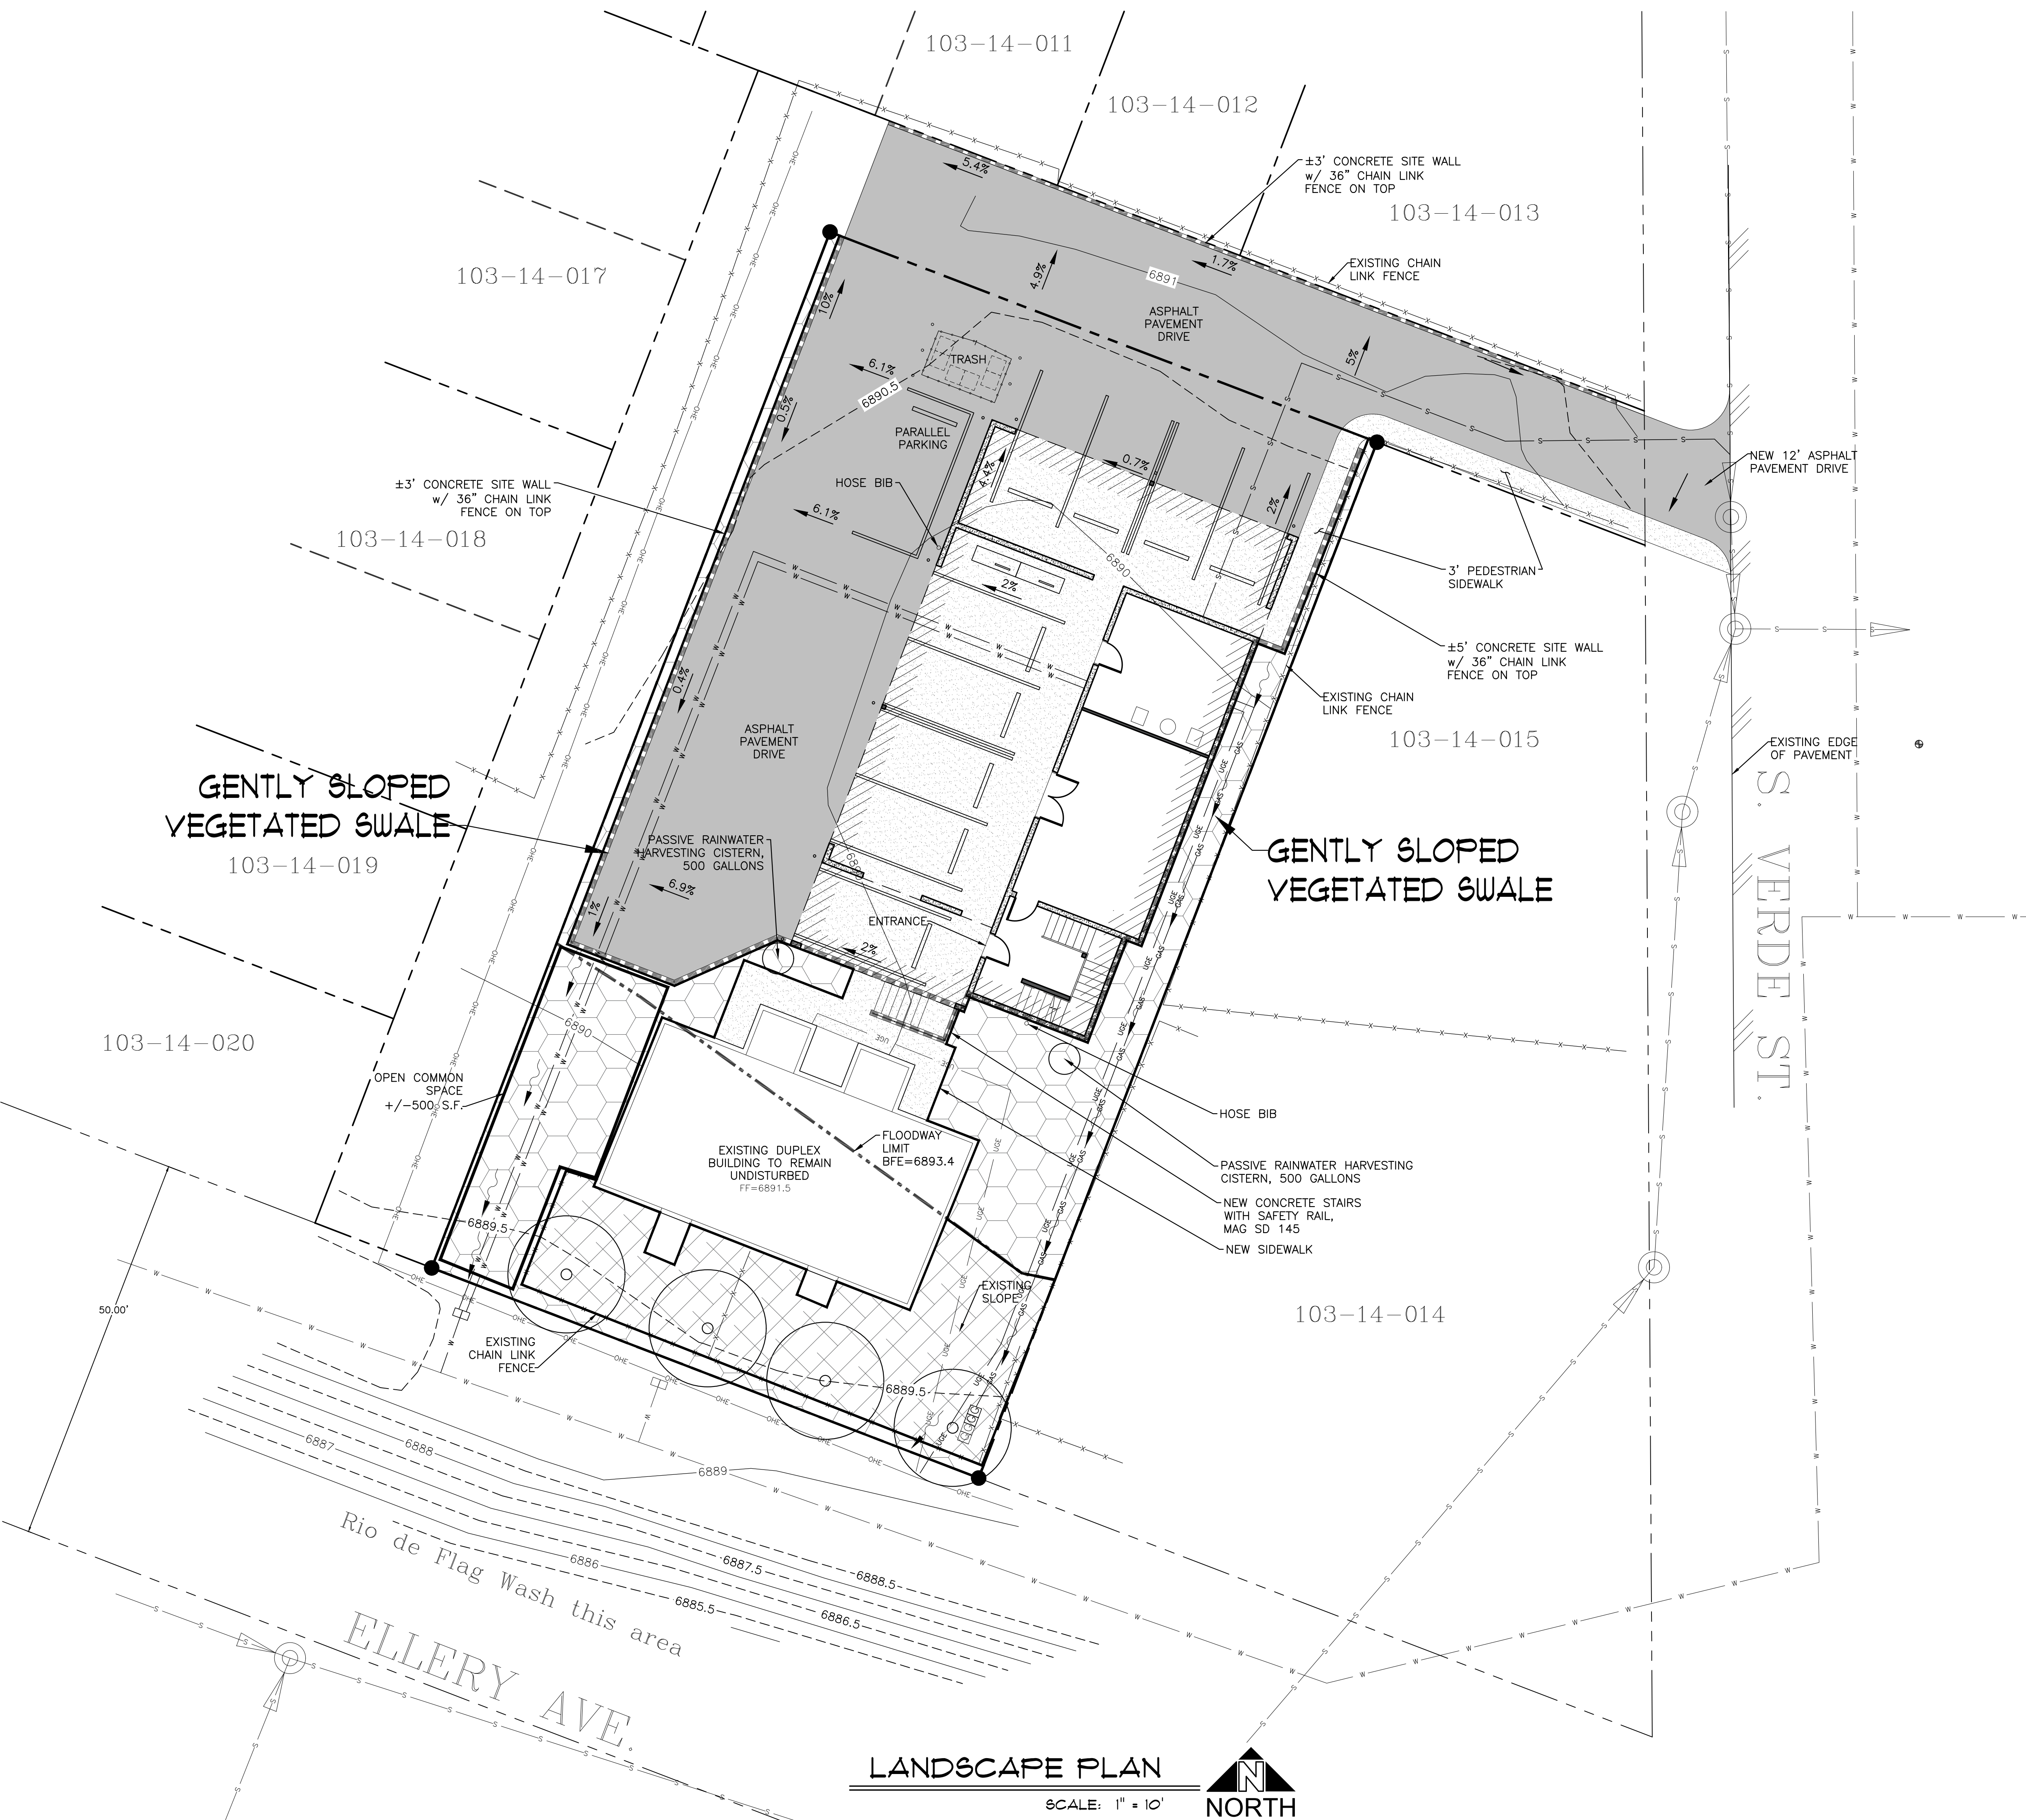 103-14-011
103-14-012
5.4%
±3' CONCRETE SITE WALL
w/ 36" CHAIN LINK
FENCE ON TOP
103-14-013
103-14-017
EXISTING CHAIN
LINK FENCE
1.7%
6891
4.9%
10%
ASPHALT
PAVEMENT
DRIVE
5%
TRASH
6.1%
6890.5
0.5%
PARALLEL
PARKING
4.4%
0.7%
2%
NEW 12' ASPHALT
PAVEMENT DRIVE
±3' CONCRETE SITE WALL
w/ 36" CHAIN LINK
FENCE ON TOP
HOSE BIB
6.1%
103-14-018
6890
2%
3' PEDESTRIAN
SIDEWALK
±5' CONCRETE SITE WALL
w/ 36" CHAIN LINK
FENCE ON TOP
0.4%
EXISTING CHAIN
LINK FENCE
103-14-015
ASPHALT
PAVEMENT
DRIVE
EXISTING EDGE
OF PAVEMENT
S. VERDE ST.
GENTLY SLOPED
VEGETATED SWALE
103-14-019
PASSIVE RAINWATER
HARVESTING CISTERN,
500 GALLONS
GENTLY SLOPED
VEGETATED SWALE
6.9%
1%
ENTRANCE
2%
103-14-020
6890
OPEN COMMON
SPACE
+/-500 S.F.
HOSE BIB
FLOODWAY
LIMIT
BFE=6893.4
EXISTING DUPLEX
BUILDING TO REMAIN
UNDISTURBED
FF=6891.5
PASSIVE RAINWATER HARVESTING
CISTERN, 500 GALLONS
NEW CONCRETE STAIRS
WITH SAFETY RAIL,
MAG SD 145
NEW SIDEWALK
6889.5
EXISTING
SLOPE
103-14-014
50.00'
EXISTING
CHAIN LINK
FENCE
6889.5
6887
6888
6889
6886
6887.5
6888.5
6885.5
6886.5
Rio de Flag Wash this area
ELLERY AVE.
LANDSCAPE PLAN
SCALE: 1" = 10'
N
NORTH